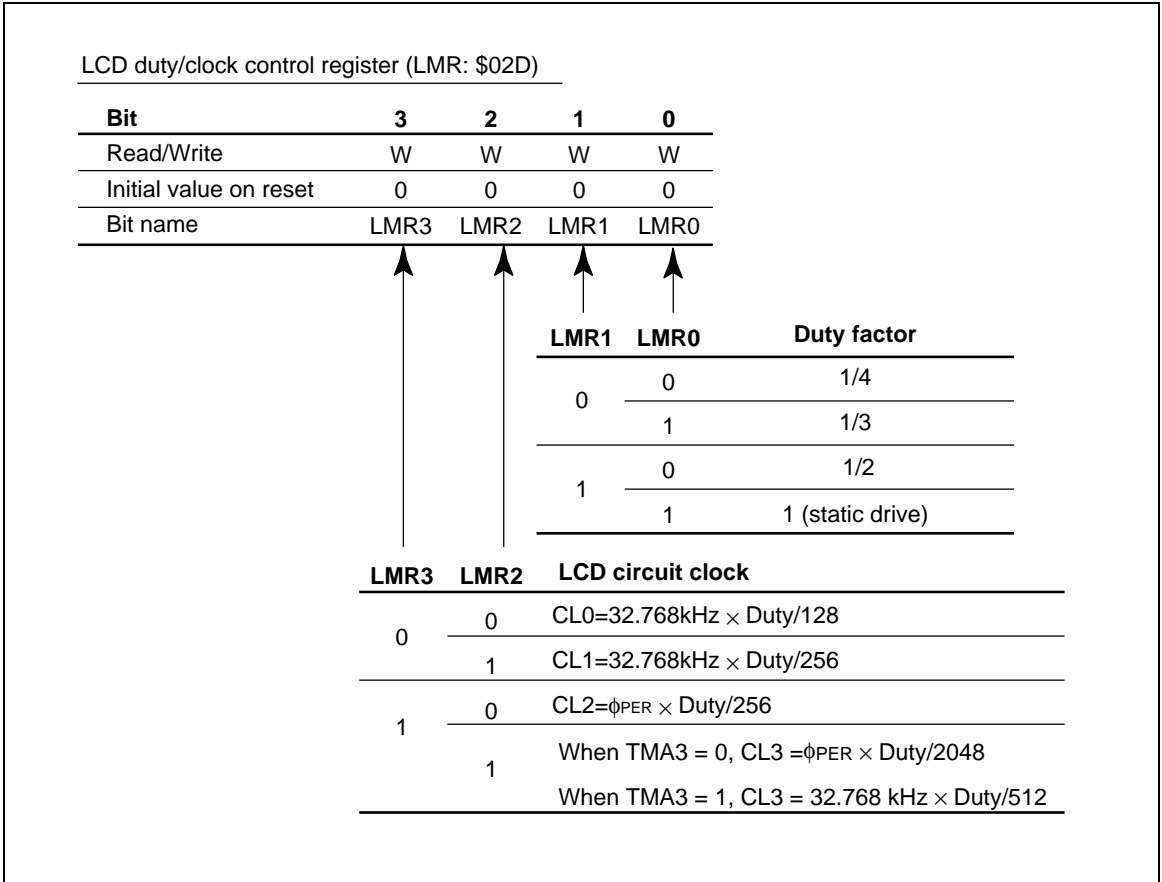 LCD duty/clock control register (LMR: $02D)
Bit 3 2 1 0
Read/Write W W W W
Initial value on reset 0 0 0 0
Bit name LMR3 LMR2 LMR1 LMR0
LMR1 LMR0 Duty factor
0 0 1/4
1 1/3
1 0 1/2
1 1 (static drive)
LMR3 LMR2 LCD circuit clock
0 0 CL0=32.768kHz × Duty/128
1 CL1=32.768kHz × Duty/256
1 0 CL2=ϕPER × Duty/256
1 When TMA3 = 0, CL3 =ϕPER × Duty/2048
When TMA3 = 1, CL3 = 32.768 kHz × Duty/512